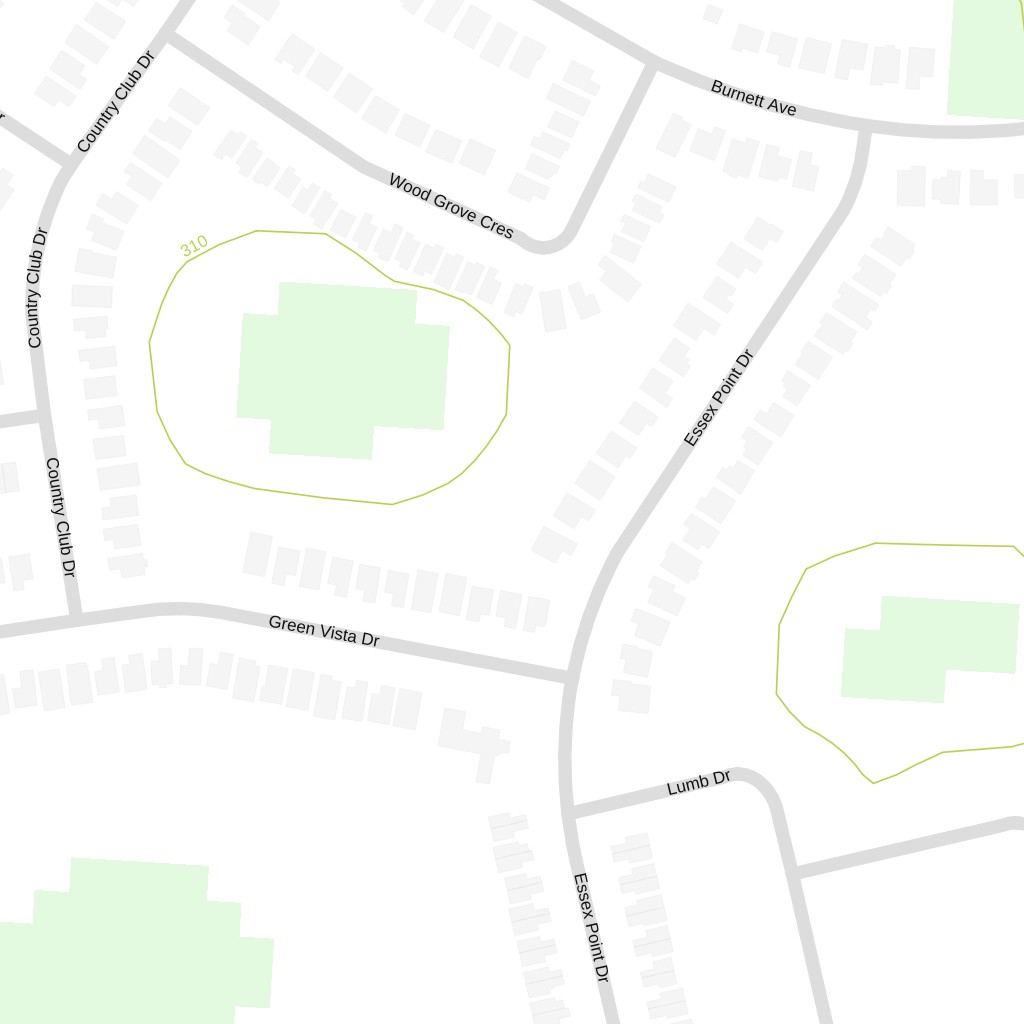 Country Club Dr
Burnett Ave
Wood Grove Cres
310
Country Club Dr
Essex Point Dr
Country Club Dr
Green Vista Dr
Lumb Dr
Essex Point Dr